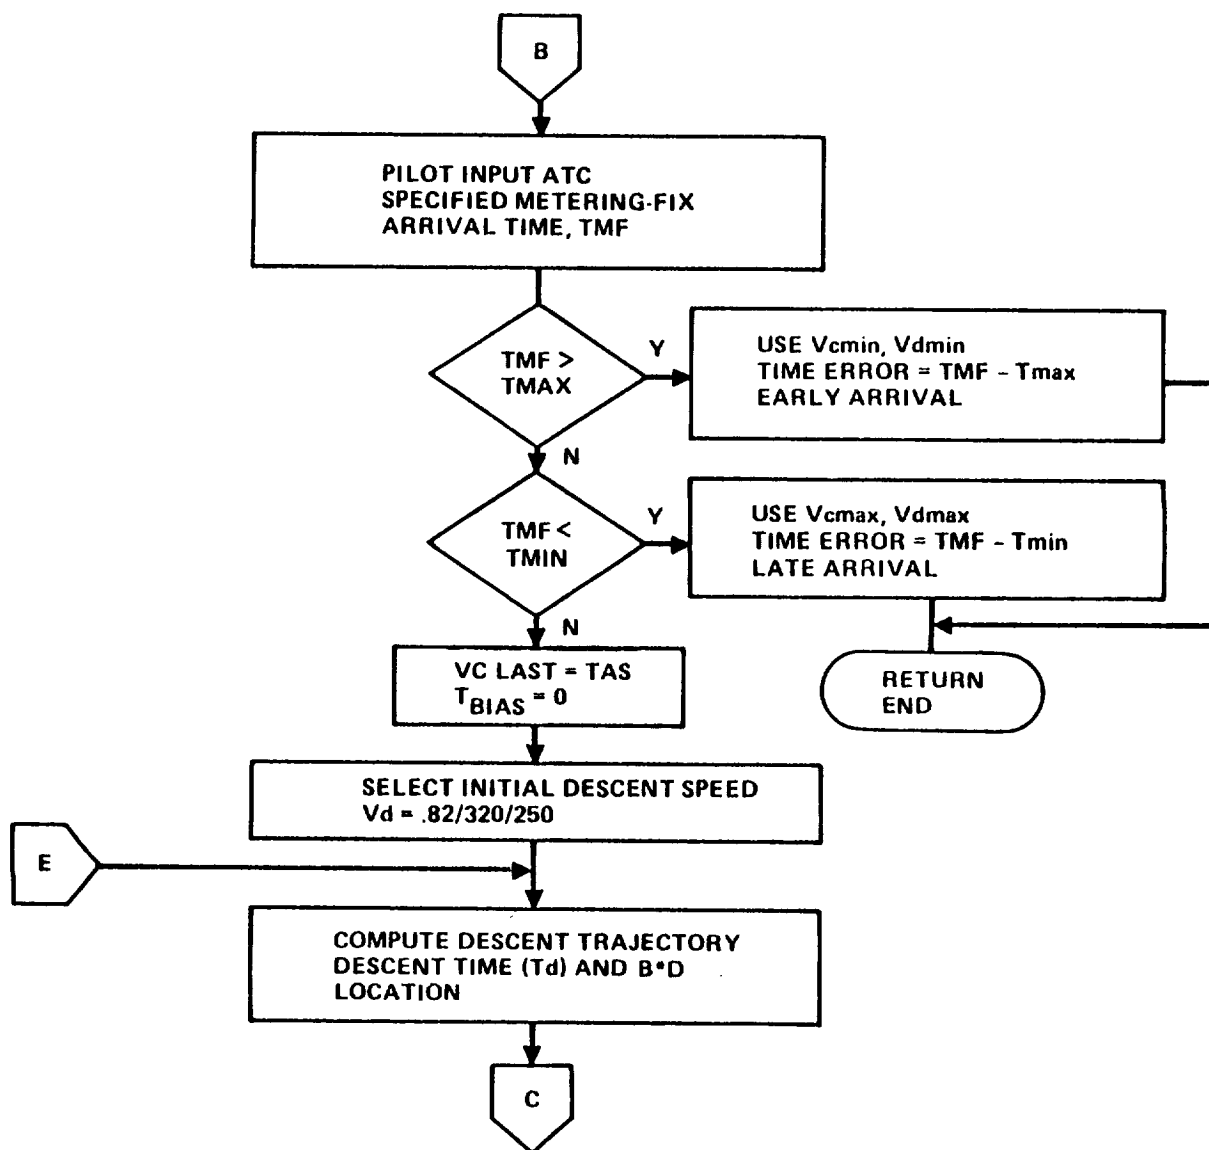 B
PILOT INPUT ATC
SPECIFIED METERING-FIX
ARRIVAL TIME, TMF
TMF >
TMAX
Y
USE Vcmin, Vdmin
TIME ERROR = TMF - Tmax
EARLY ARRIVAL
N
TMF <
TMIN
Y
USE Vcmax, Vdmax
TIME ERROR = TMF - Tmin
LATE ARRIVAL
N
VC LAST = TAS
TBIAS = 0
RETURN
END
SELECT INITIAL DESCENT SPEED
Vd = .82/320/250
E
COMPUTE DESCENT TRAJECTORY
DESCENT TIME (Td) AND B*D
LOCATION
C